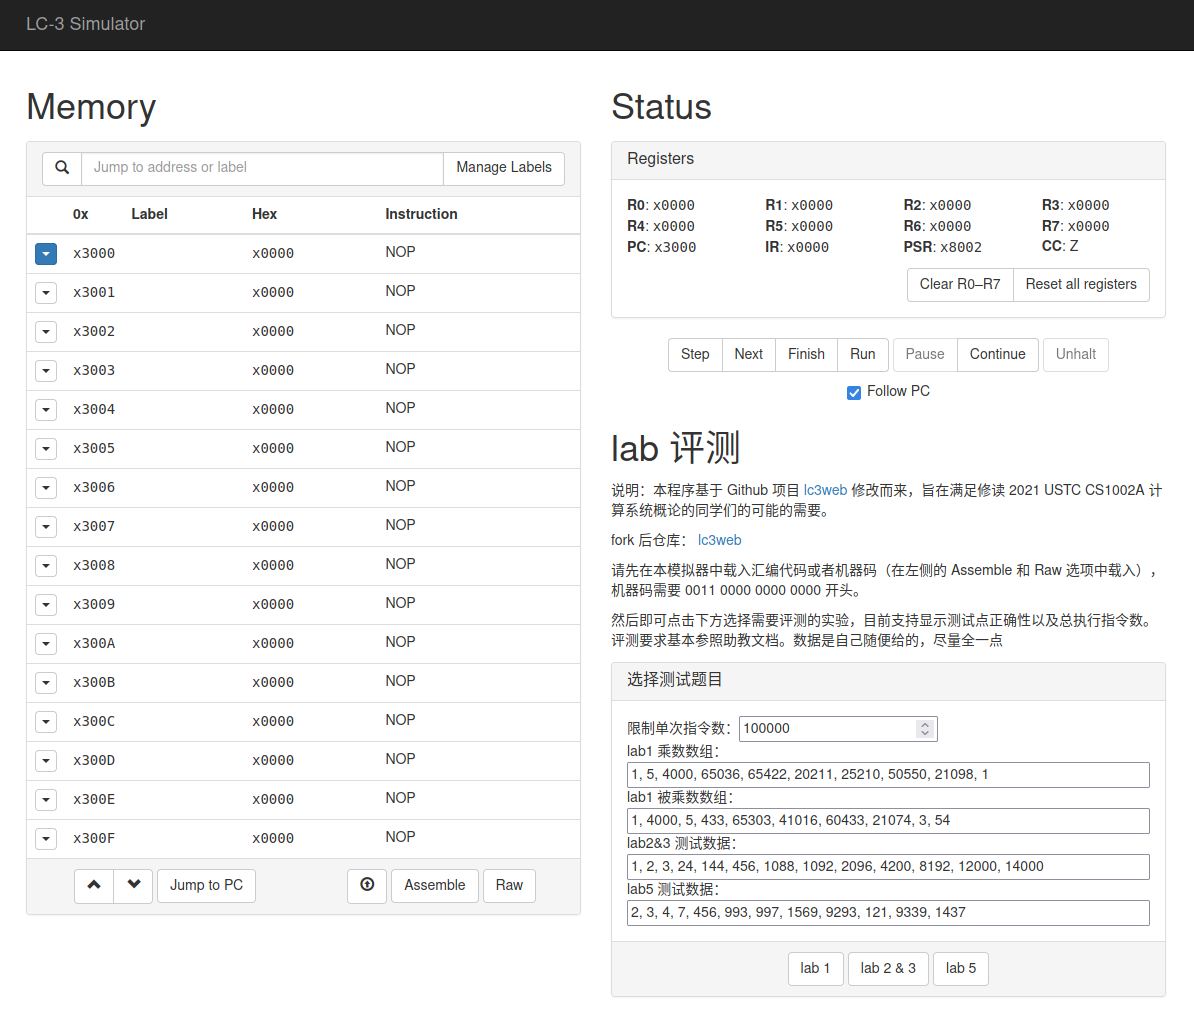 LC-3 Simulator
Memory
Jump to address or label
Manage Labels
0x Label Hex Instruction
x3000 x0000 NOP
x3001 x0000 NOP
x3002 x0000 NOP
x3003 x0000 NOP
x3004 x0000 NOP
x3005 x0000 NOP
x3006 x0000 NOP
x3007 x0000 NOP
x3008 x0000 NOP
x3009 x0000 NOP
x300A x0000 NOP
x300B x0000 NOP
x300C x0000 NOP
x300D x0000 NOP
x300E x0000 NOP
x300F x0000 NOP
Jump to PC Assemble Raw
Status
Registers
R0: x0000 R1: x0000 R2: x0000 R3: x0000
R4: x0000 R5: x0000 R6: x0000 R7: x0000
PC: x3000 IR: x0000 PSR: x8002 CC: Z
Clear R0–R7 Reset all registers
Step Next Finish Run Pause Continue Unhalt
Follow PC
lab 评测
说明：本程序基于 Github 项目 lc3web 修改而来，旨在满足修读 2021 USTC CS1002A 计
算系统概论的同学们的可能的需要。
fork 后仓库： lc3web
请先在本模拟器中载入汇编代码或者机器码（在左侧的 Assemble 和 Raw 选项中载入），
机器码需要 0011 0000 0000 0000 开头。
然后即可点击下方选择需要评测的实验，目前支持显示测试点正确性以及总执行指令数。
评测要求基本参照助教文档。数据是自己随便给的，尽量全一点
选择测试题目
限制单次指令数：100000
lab1 乘数数组：
1, 5, 4000, 65036, 65422, 20211, 25210, 50550, 21098, 1
lab1 被乘数数组：
1, 4000, 5, 433, 65303, 41016, 60433, 21074, 3, 54
lab2&3 测试数据：
1, 2, 3, 24, 144, 456, 1088, 1092, 2096, 4200, 8192, 12000, 14000
lab5 测试数据：
2, 3, 4, 7, 456, 993, 997, 1569, 9293, 121, 9339, 1437
lab 1 lab 2 & 3 lab 5